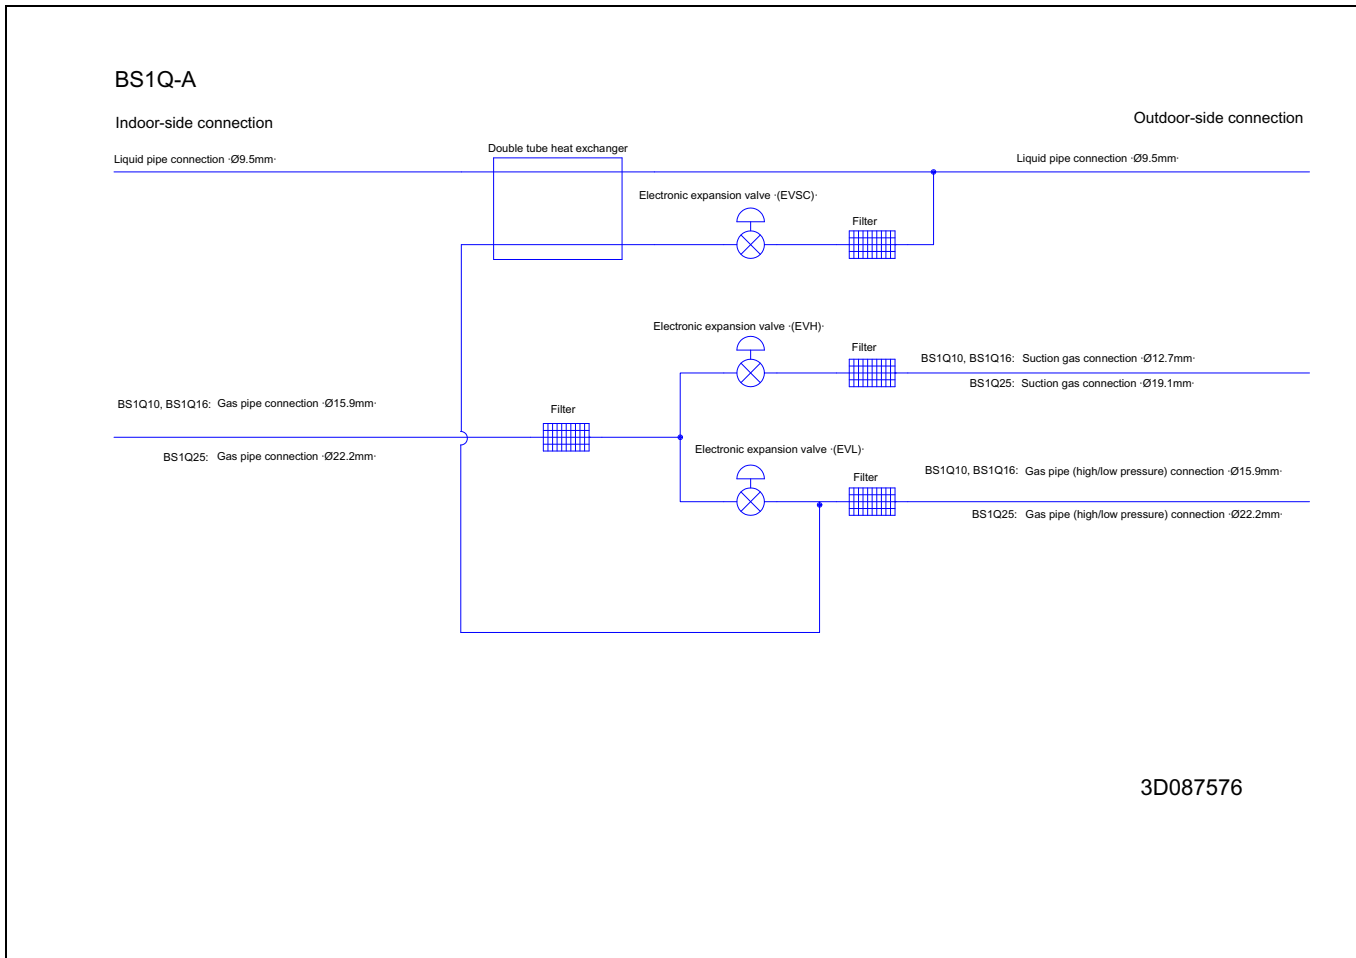 BS1Q-A
Indoor-side connection
Outdoor-side connection
Liquid pipe connection ·Ø9.5mm·
Double tube heat exchanger
Liquid pipe connection ·Ø9.5mm·
Electronic expansion valve ·(EVSC)·
Filter
Electronic expansion valve ·(EVH)·
Filter
BS1Q10, BS1Q16: Suction gas connection ·Ø12.7mm·
BS1Q25: Suction gas connection ·Ø19.1mm·
BS1Q10, BS1Q16: Gas pipe connection ·Ø15.9mm·
Filter
BS1Q25: Gas pipe connection ·Ø22.2mm·
Electronic expansion valve ·(EVL)·
Filter
BS1Q10, BS1Q16: Gas pipe (high/low pressure) connection ·Ø15.9mm·
BS1Q25: Gas pipe (high/low pressure) connection ·Ø22.2mm·
3D087576